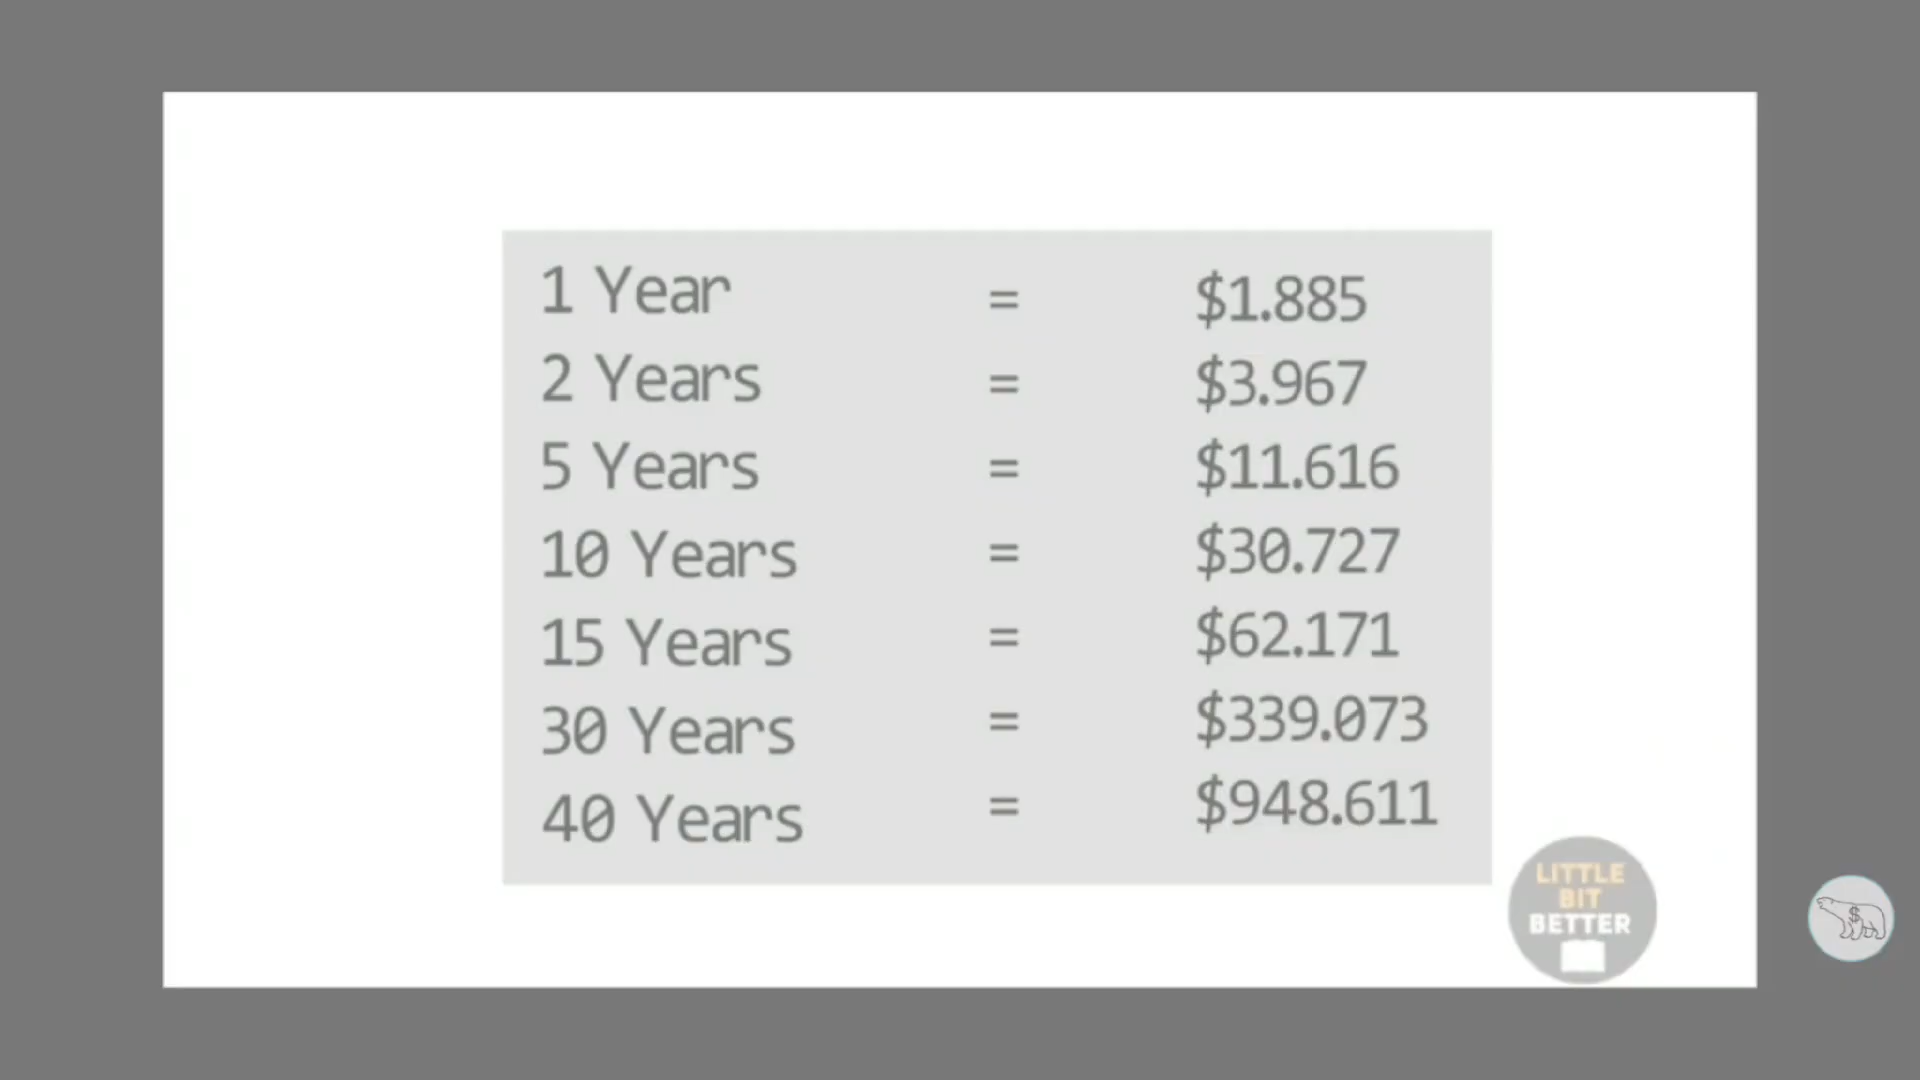 1 Year = $1.885
2 Years = $3.967
5 Years = $11.616
10 Years = $30.727
15 Years = $62.171
30 Years = $339.073
40 Years = $948.611
LITTLE
BIT
BETTER
$